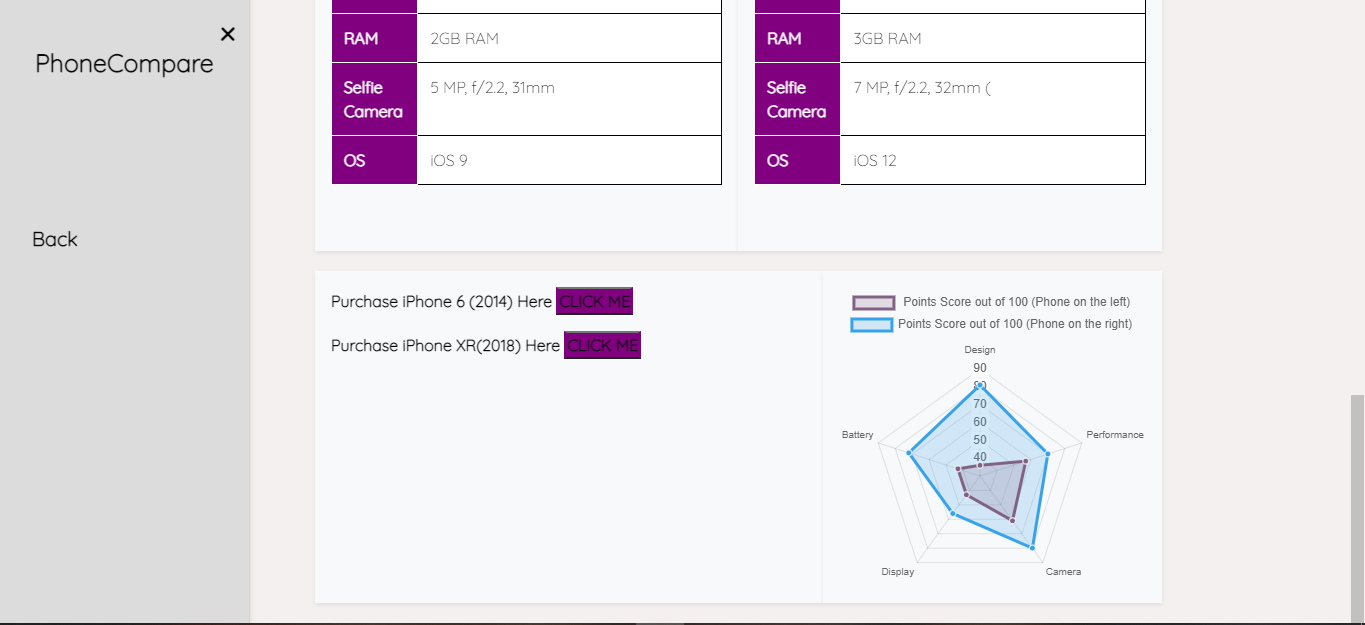 ×
PhoneCompare
Back
RAM 2GB RAM
Selfie Camera 5 MP, f/2.2, 31mm
OS iOS 9
RAM 3GB RAM
Selfie Camera 7 MP, f/2.2, 32mm (
OS iOS 12
Purchase iPhone 6 (2014) Here CLICK ME
Purchase iPhone XR(2018) Here CLICK ME
Points Score out of 100 (Phone on the left)
Points Score out of 100 (Phone on the right)
Design
90
80
70
60
50
40
Battery
Performance
Display
Camera